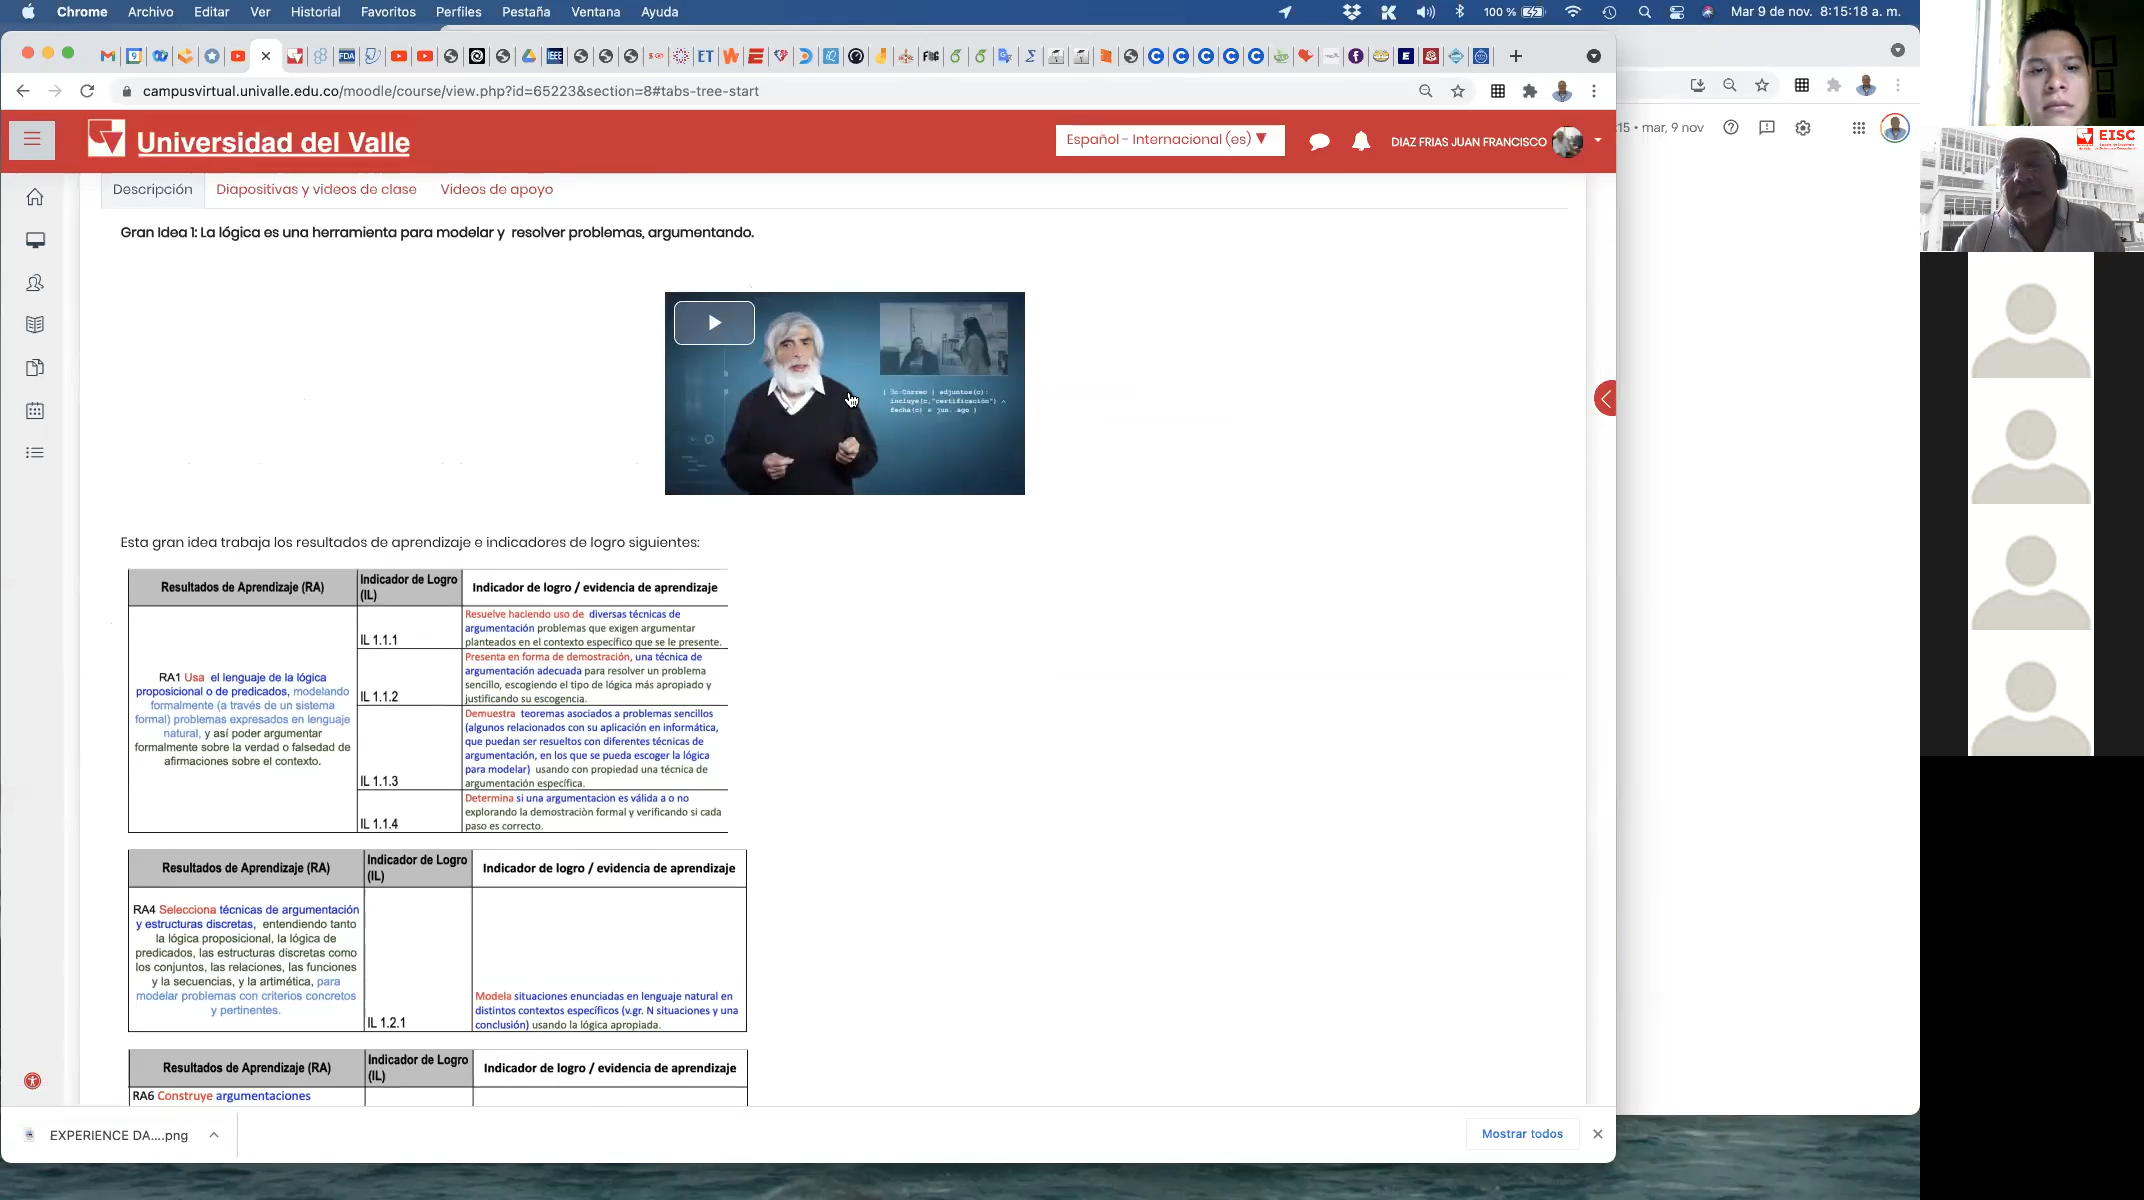 Chrome Archivo Editar Ver Historial Favoritos Perfiles Pestaña Ventana Ayuda 100 % Mar 9 de nov. 8:15:18 a. m.
campusvirtual.univalle.edu.co/moodle/course/view.php?id=65223&section=8#tabs-tree-start
:15 • mar, 9 nov
EISC
Universidad del Valle Español - Internacional (es) ▼ DIAZ FRIAS JUAN FRANCISCO
Descripción Diapositivas y videos de clase Videos de apoyo
Gran Idea 1: La lógica es una herramienta para modelar y resolver problemas, argumentando.
Esta gran idea trabaja los resultados de aprendizaje e indicadores de logro siguientes:
Resultados de Aprendizaje (RA)
Indicador de Logro
(IL)
Indicador de logro / evidencia de aprendizaje
RA1 Usa el lenguaje de la lógica
proposicional o de predicados, modelando
formalmente (a través de un sistema
formal) problemas expresados en lenguaje
natural, y así poder argumentar
formalmente sobre la verdad o falsedad de
afirmaciones sobre el contexto.
IL 1.1.1
Resuelve haciendo uso de diversas técnicas de
argumentación problemas que exigen argumentar
planteados en el contexto específico que se le presente.
IL 1.1.2
Presenta en forma de demostración, una técnica de
argumentación adecuada para resolver un problema
sencillo, escogiendo el tipo de lógica más apropiado y
justificando su escogencia.
IL 1.1.3
Demuestra teoremas asociados a problemas sencillos
(algunos relacionados con su aplicación en informática,
que puedan ser resueltos con diferentes técnicas de
argumentación, en los que se pueda escoger la lógica
para modelar) usando con propiedad una técnica de
argumentación específica.
IL 1.1.4
Determina si una argumentacion es válida a o no
explorando la demostraciòn formal y verificando si cada
paso es correcto.
Resultados de Aprendizaje (RA)
Indicador de Logro
(IL)
Indicador de logro / evidencia de aprendizaje
RA4 Selecciona técnicas de argumentación
y estructuras discretas, entendiendo tanto
la lógica proposicional, la lógica de
predicados, las estructuras discretas como
los conjuntos, las relaciones, las funciones
y la secuencias, y la artimética, para
modelar problemas con criterios concretos
y pertinentes.
IL 1.2.1
Modela situaciones enunciadas en lenguaje natural en
distintos contextos específicos (v.gr. N situaciones y una
conclusión) usando la lógica apropiada.
Resultados de Aprendizaje (RA)
Indicador de Logro
(IL)
Indicador de logro / evidencia de aprendizaje
RA6 Construye argumentaciones
EXPERIENCE DA....png
Mostrar todos